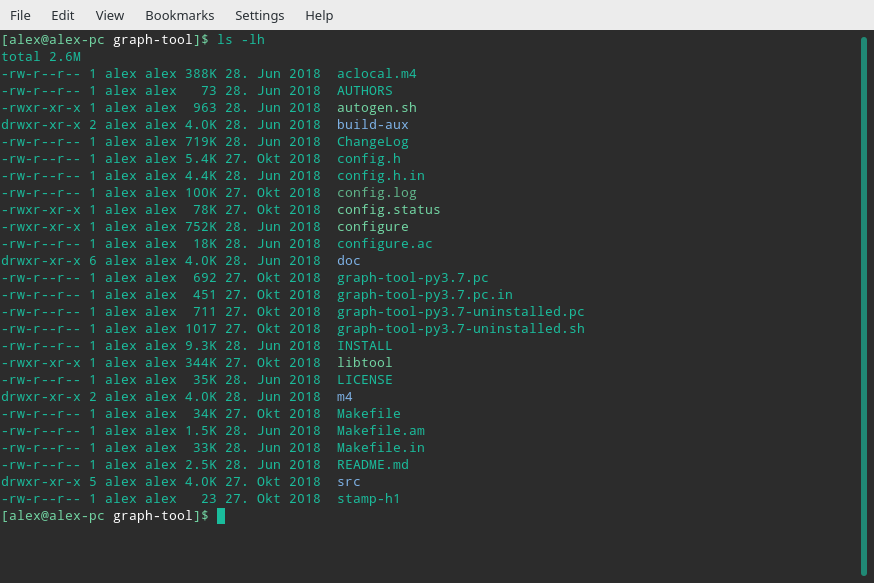 File Edit View Bookmarks Settings Help
[alex@alex-pc graph-tool]$ ls -lh
total 2.6M
-rw-r--r-- 1 alex alex 388K 28. Jun 2018  aclocal.m4
-rw-r--r-- 1 alex alex   73 28. Jun 2018  AUTHORS
-rwxr-xr-x 1 alex alex  963 28. Jun 2018  autogen.sh
drwxr-xr-x 2 alex alex 4.0K 28. Jun 2018  build-aux
-rw-r--r-- 1 alex alex 719K 28. Jun 2018  ChangeLog
-rw-r--r-- 1 alex alex 5.4K 27. Okt 2018  config.h
-rw-r--r-- 1 alex alex 4.4K 28. Jun 2018  config.h.in
-rw-r--r-- 1 alex alex 100K 27. Okt 2018  config.log
-rwxr-xr-x 1 alex alex  78K 27. Okt 2018  config.status
-rwxr-xr-x 1 alex alex 752K 28. Jun 2018  configure
-rw-r--r-- 1 alex alex  18K 28. Jun 2018  configure.ac
drwxr-xr-x 6 alex alex 4.0K 28. Jun 2018  doc
-rw-r--r-- 1 alex alex  692 27. Okt 2018  graph-tool-py3.7.pc
-rw-r--r-- 1 alex alex  451 27. Okt 2018  graph-tool-py3.7.pc.in
-rw-r--r-- 1 alex alex  711 27. Okt 2018  graph-tool-py3.7-uninstalled.pc
-rw-r--r-- 1 alex alex 1017 27. Okt 2018  graph-tool-py3.7-uninstalled.sh
-rw-r--r-- 1 alex alex 9.3K 28. Jun 2018  INSTALL
-rwxr-xr-x 1 alex alex 344K 27. Okt 2018  libtool
-rw-r--r-- 1 alex alex  35K 28. Jun 2018  LICENSE
drwxr-xr-x 2 alex alex 4.0K 28. Jun 2018  m4
-rw-r--r-- 1 alex alex  34K 27. Okt 2018  Makefile
-rw-r--r-- 1 alex alex 1.5K 28. Jun 2018  Makefile.am
-rw-r--r-- 1 alex alex  33K 28. Jun 2018  Makefile.in
-rw-r--r-- 1 alex alex 2.5K 28. Jun 2018  README.md
drwxr-xr-x 5 alex alex 4.0K 27. Okt 2018  src
-rw-r--r-- 1 alex alex   23 27. Okt 2018  stamp-h1
[alex@alex-pc graph-tool]$